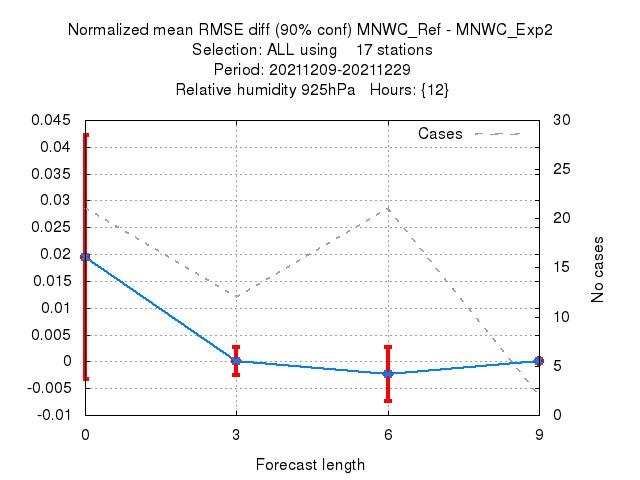 Normalized mean RMSE diff (90% conf) MNWC_Ref - MNWC_Exp2
Selection: ALL using 17 stations
Period: 20211209-20211229
Relative humidity 925hPa Hours: {12}
Cases
0.045
0.04
0.035
0.03
0.025
0.02
0.015
0.01
0.005
0
-0.005
-0.01
30
25
20
15
10
5
0
No cases
0 3 6 9
Forecast length